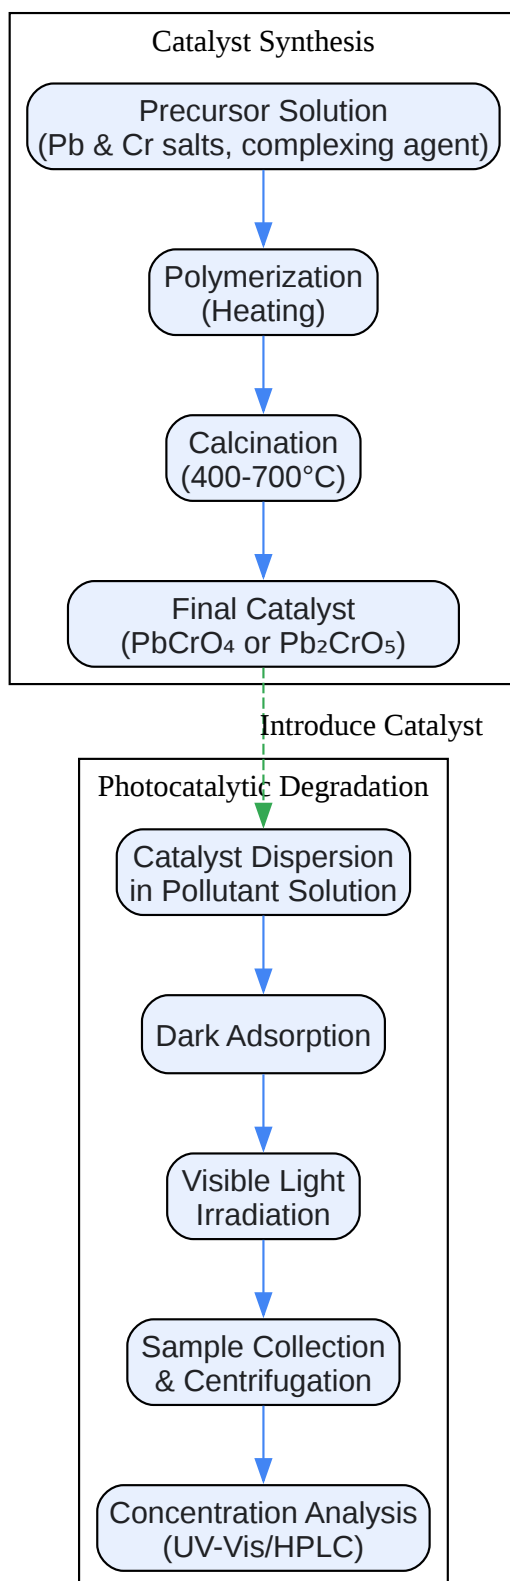 Catalyst Synthesis
Precursor Solution
(Pb & Cr salts, complexing agent)
Polymerization
(Heating)
Calcination
(400-700°C)
Final Catalyst
(PbCrO₄ or Pb₂CrO₅)
Introduce Catalyst
Photocatalytic Degradation
Catalyst Dispersion
in Pollutant Solution
Dark Adsorption
Visible Light
Irradiation
Sample Collection
& Centrifugation
Concentration Analysis
(UV-Vis/HPLC)